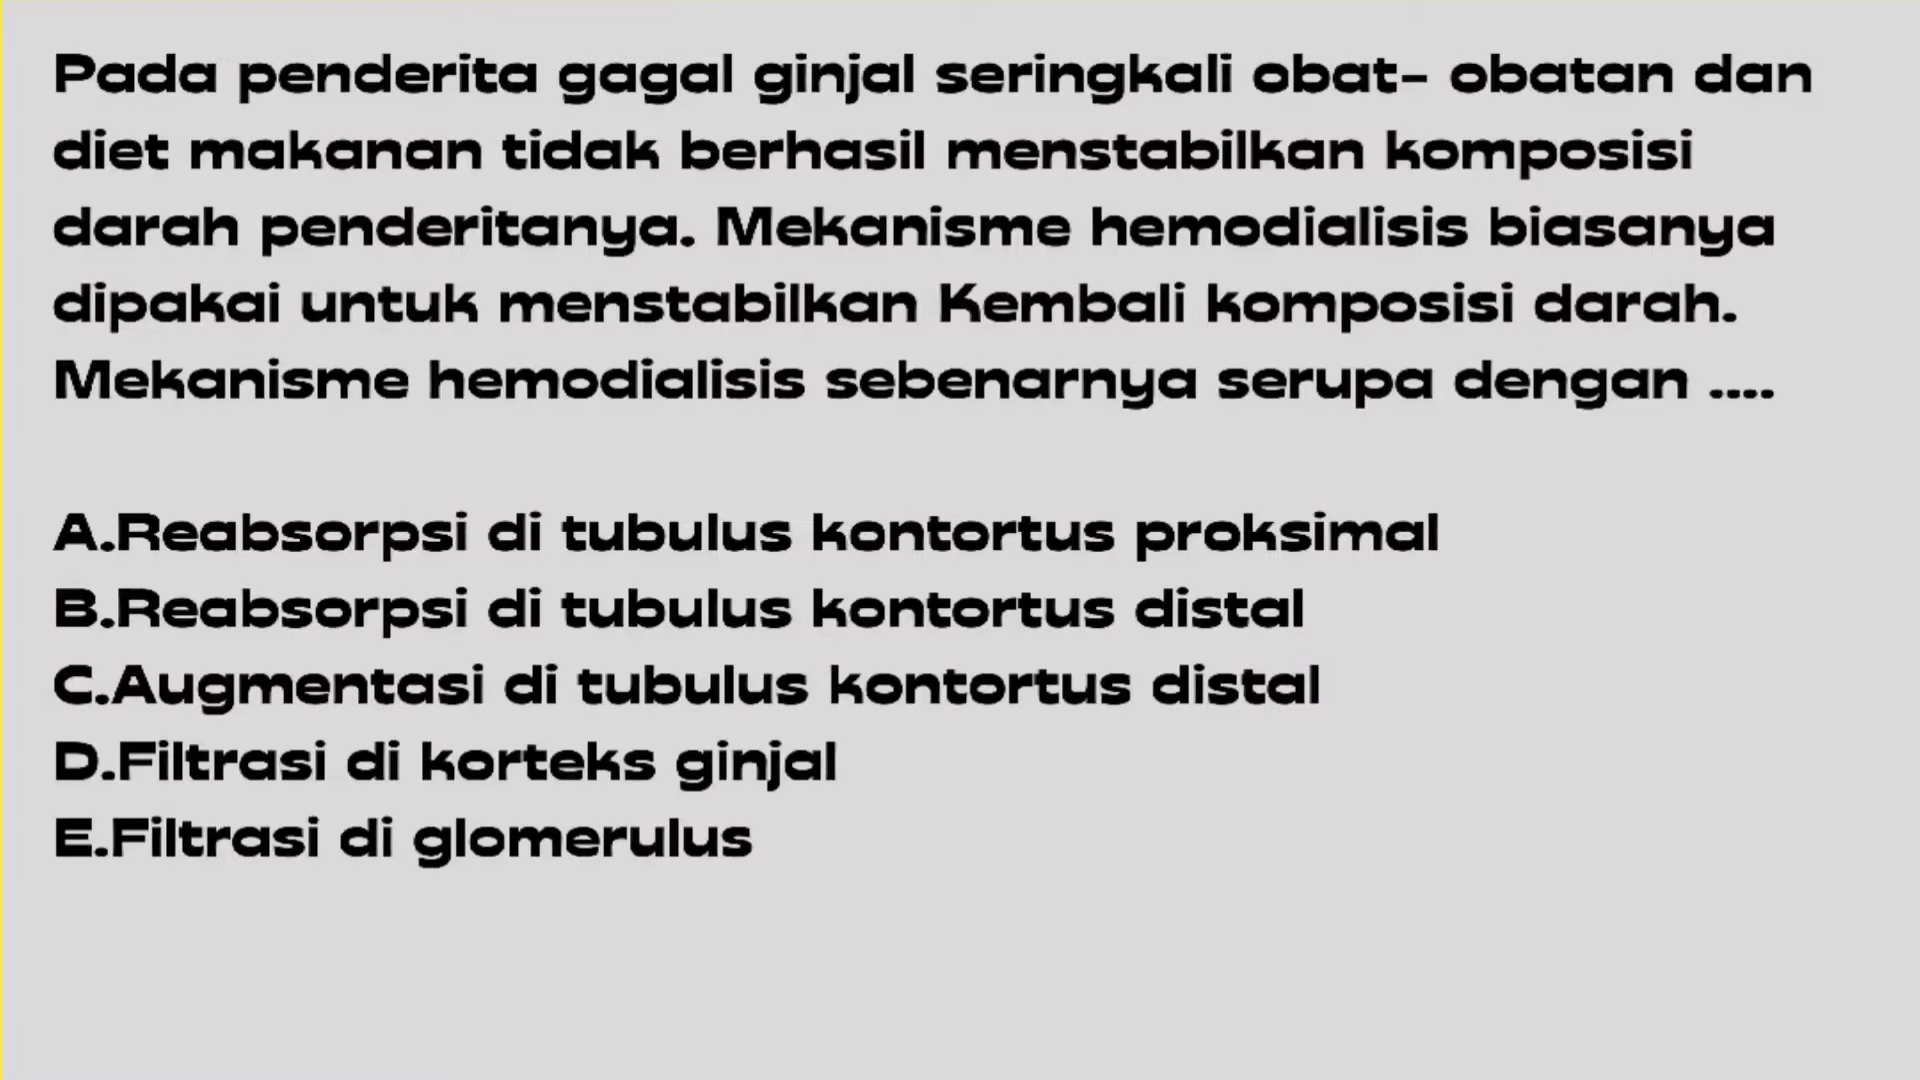 Pada penderita gagal ginjal seringkali obat- obatan dan
diet makanan tidak berhasil menstabilkan komposisi
darah penderitanya. Mekanisme hemodialisis biasanya
dipakai untuk menstabilkan Kembali komposisi darah.
Mekanisme hemodialisis sebenarnya serupa dengan ....
A.Reabsorpsi di tubulus kontortus proksimal
B.Reabsorpsi di tubulus kontortus distal
C.Augmentasi di tubulus kontortus distal
D.Filtrasi di korteks ginjal
E.Filtrasi di glomerulus